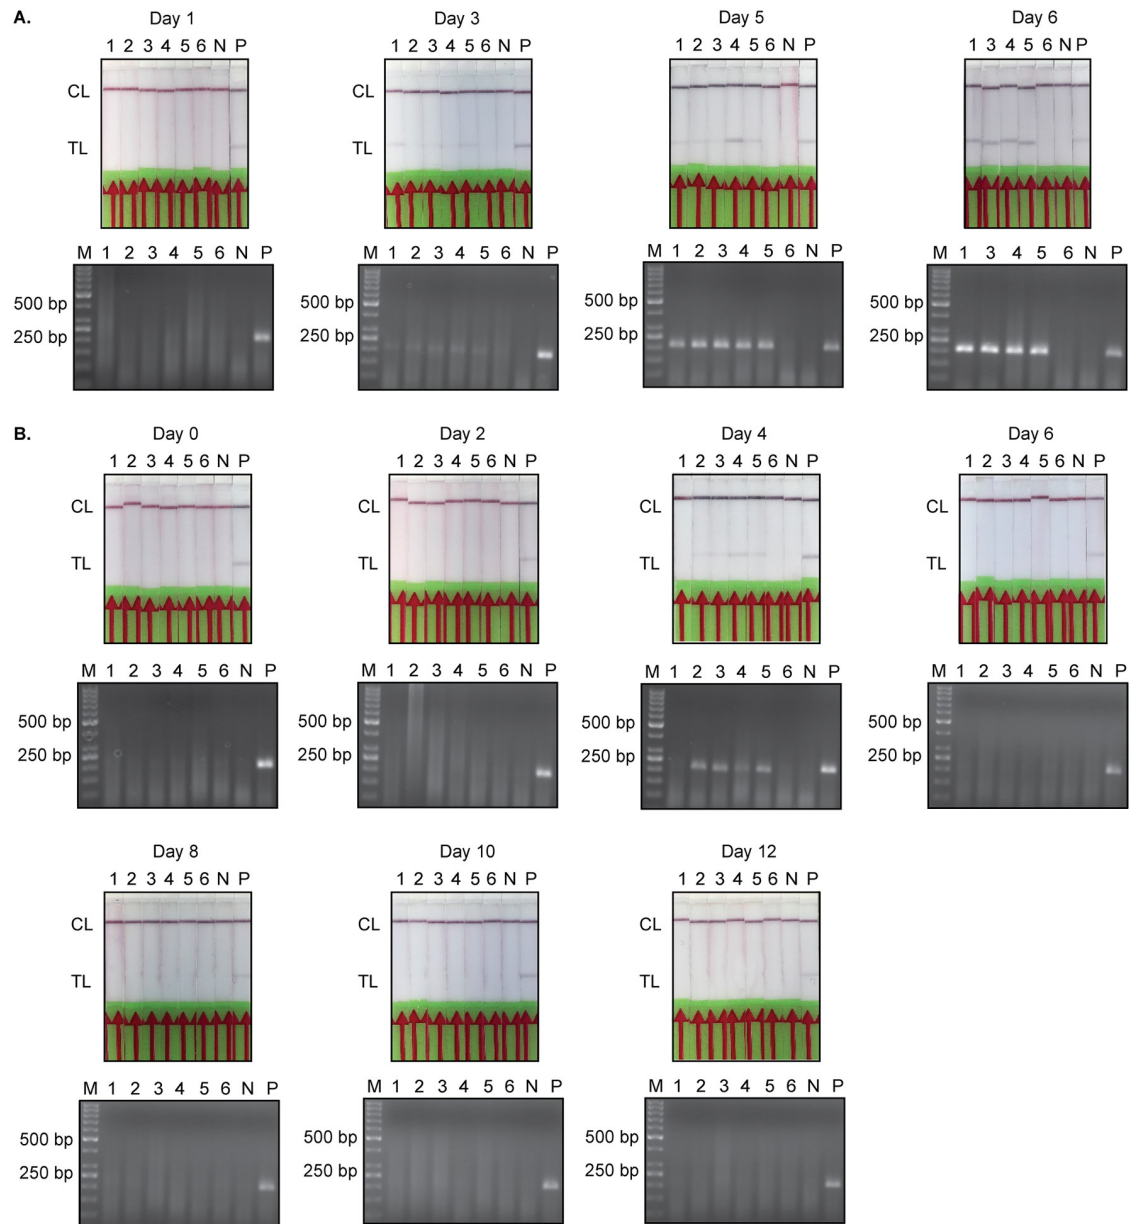 A.
Day 1 Day 3 Day 5 Day 6
1 2 3 4 5 6 N P 1 2 3 4 5 6 N P 1 2 3 4 5 6 N P 1 3 4 5 6 N P
CL CL CL CL
TL TL TL TL
M 1 2 3 4 5 6 N P M 1 2 3 4 5 6 N P M 1 2 3 4 5 6 N P M 1 3 4 5 6 N P
500 bp 500 bp 500 bp 500 bp
250 bp 250 bp 250 bp 250 bp
B.
Day 0 Day 2 Day 4 Day 6
1 2 3 4 5 6 N P 1 2 3 4 5 6 N P 1 2 3 4 5 6 N P 1 2 3 4 5 6 N P
CL CL CL CL
TL TL TL TL
M 1 2 3 4 5 6 N P M 1 2 3 4 5 6 N P M 1 2 3 4 5 6 N P M 1 2 3 4 5 6 N P
500 bp 500 bp 500 bp 500 bp
250 bp 250 bp 250 bp 250 bp
Day 8 Day 10 Day 12
1 2 3 4 5 6 N P 1 2 3 4 5 6 N P 1 2 3 4 5 6 N P
CL CL CL
TL TL TL
M 1 2 3 4 5 6 N P M 1 2 3 4 5 6 N P M 1 2 3 4 5 6 N P
500 bp 500 bp 500 bp
250 bp 250 bp 250 bp